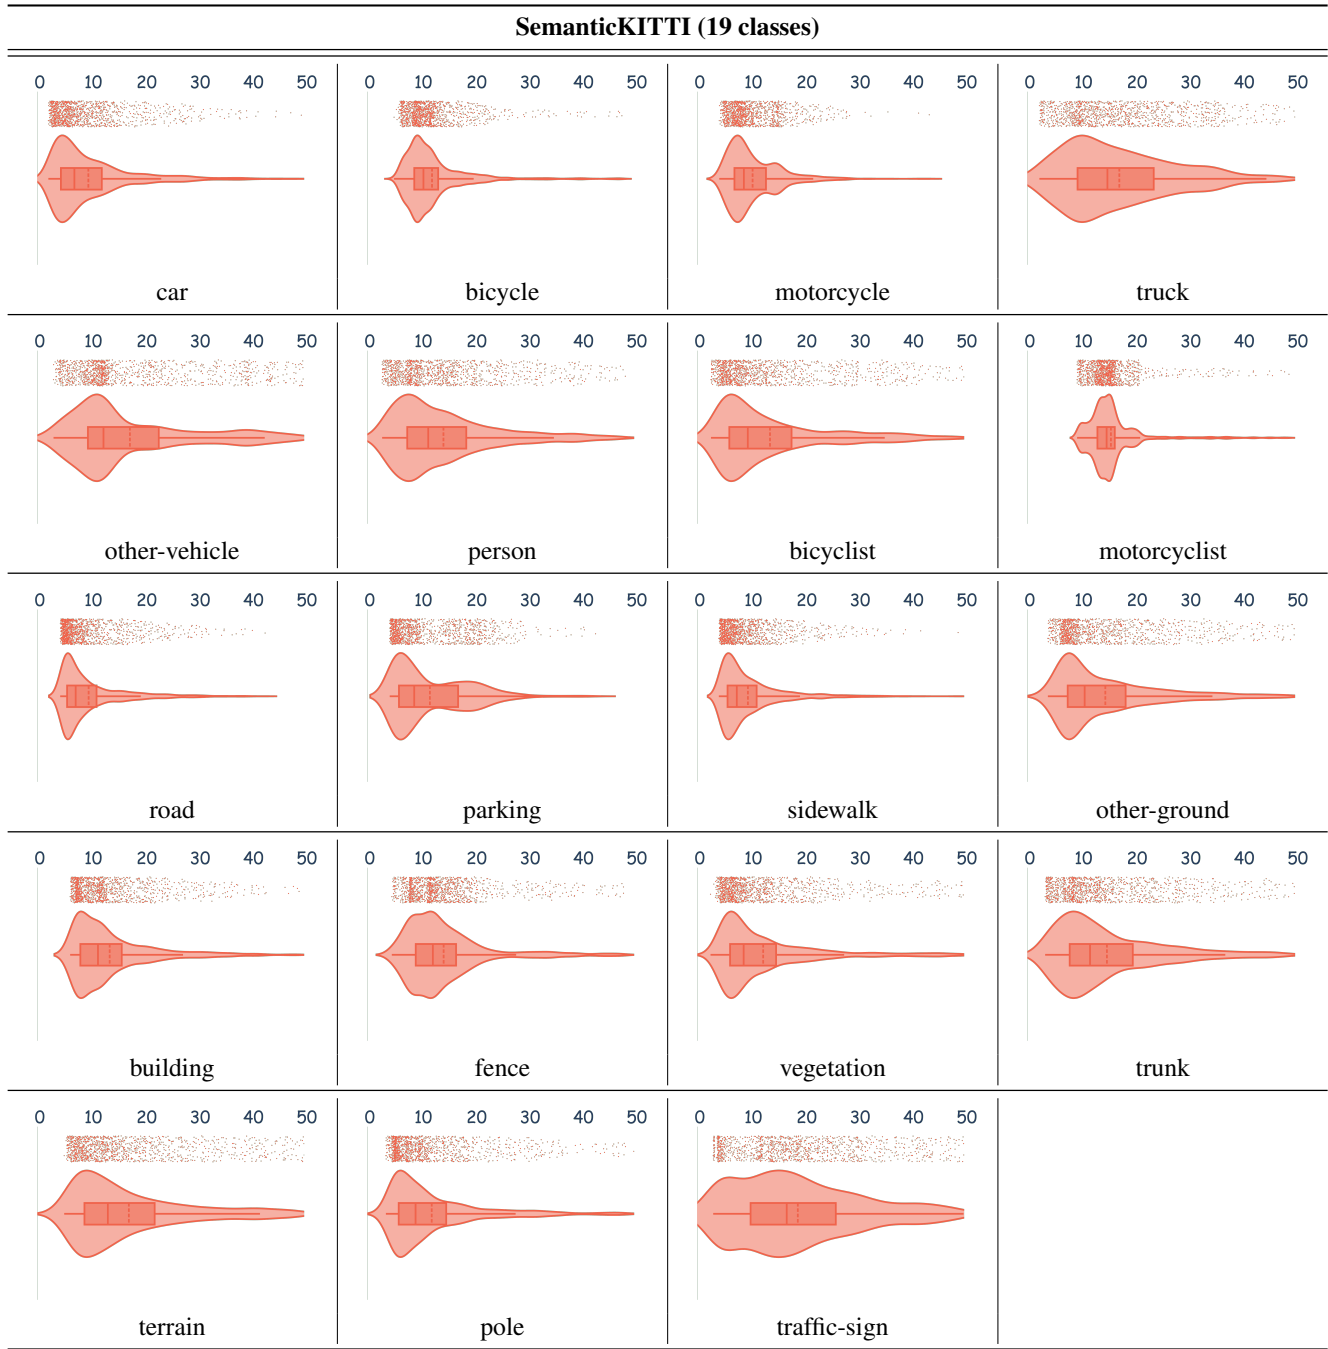 SemanticKITTI (19 classes)
0 10 20 30 40 50 0 10 20 30 40 50 0 10 20 30 40 50 0 10 20 30 40 50
car bicycle motorcycle truck
0 10 20 30 40 50 0 10 20 30 40 50 0 10 20 30 40 50 0 10 20 30 40 50
other-vehicle person bicyclist motorcyclist
0 10 20 30 40 50 0 10 20 30 40 50 0 10 20 30 40 50 0 10 20 30 40 50
road parking sidewalk other-ground
0 10 20 30 40 50 0 10 20 30 40 50 0 10 20 30 40 50 0 10 20 30 40 50
building fence vegetation trunk
0 10 20 30 40 50 0 10 20 30 40 50 0 10 20 30 40 50
terrain pole traffic-sign